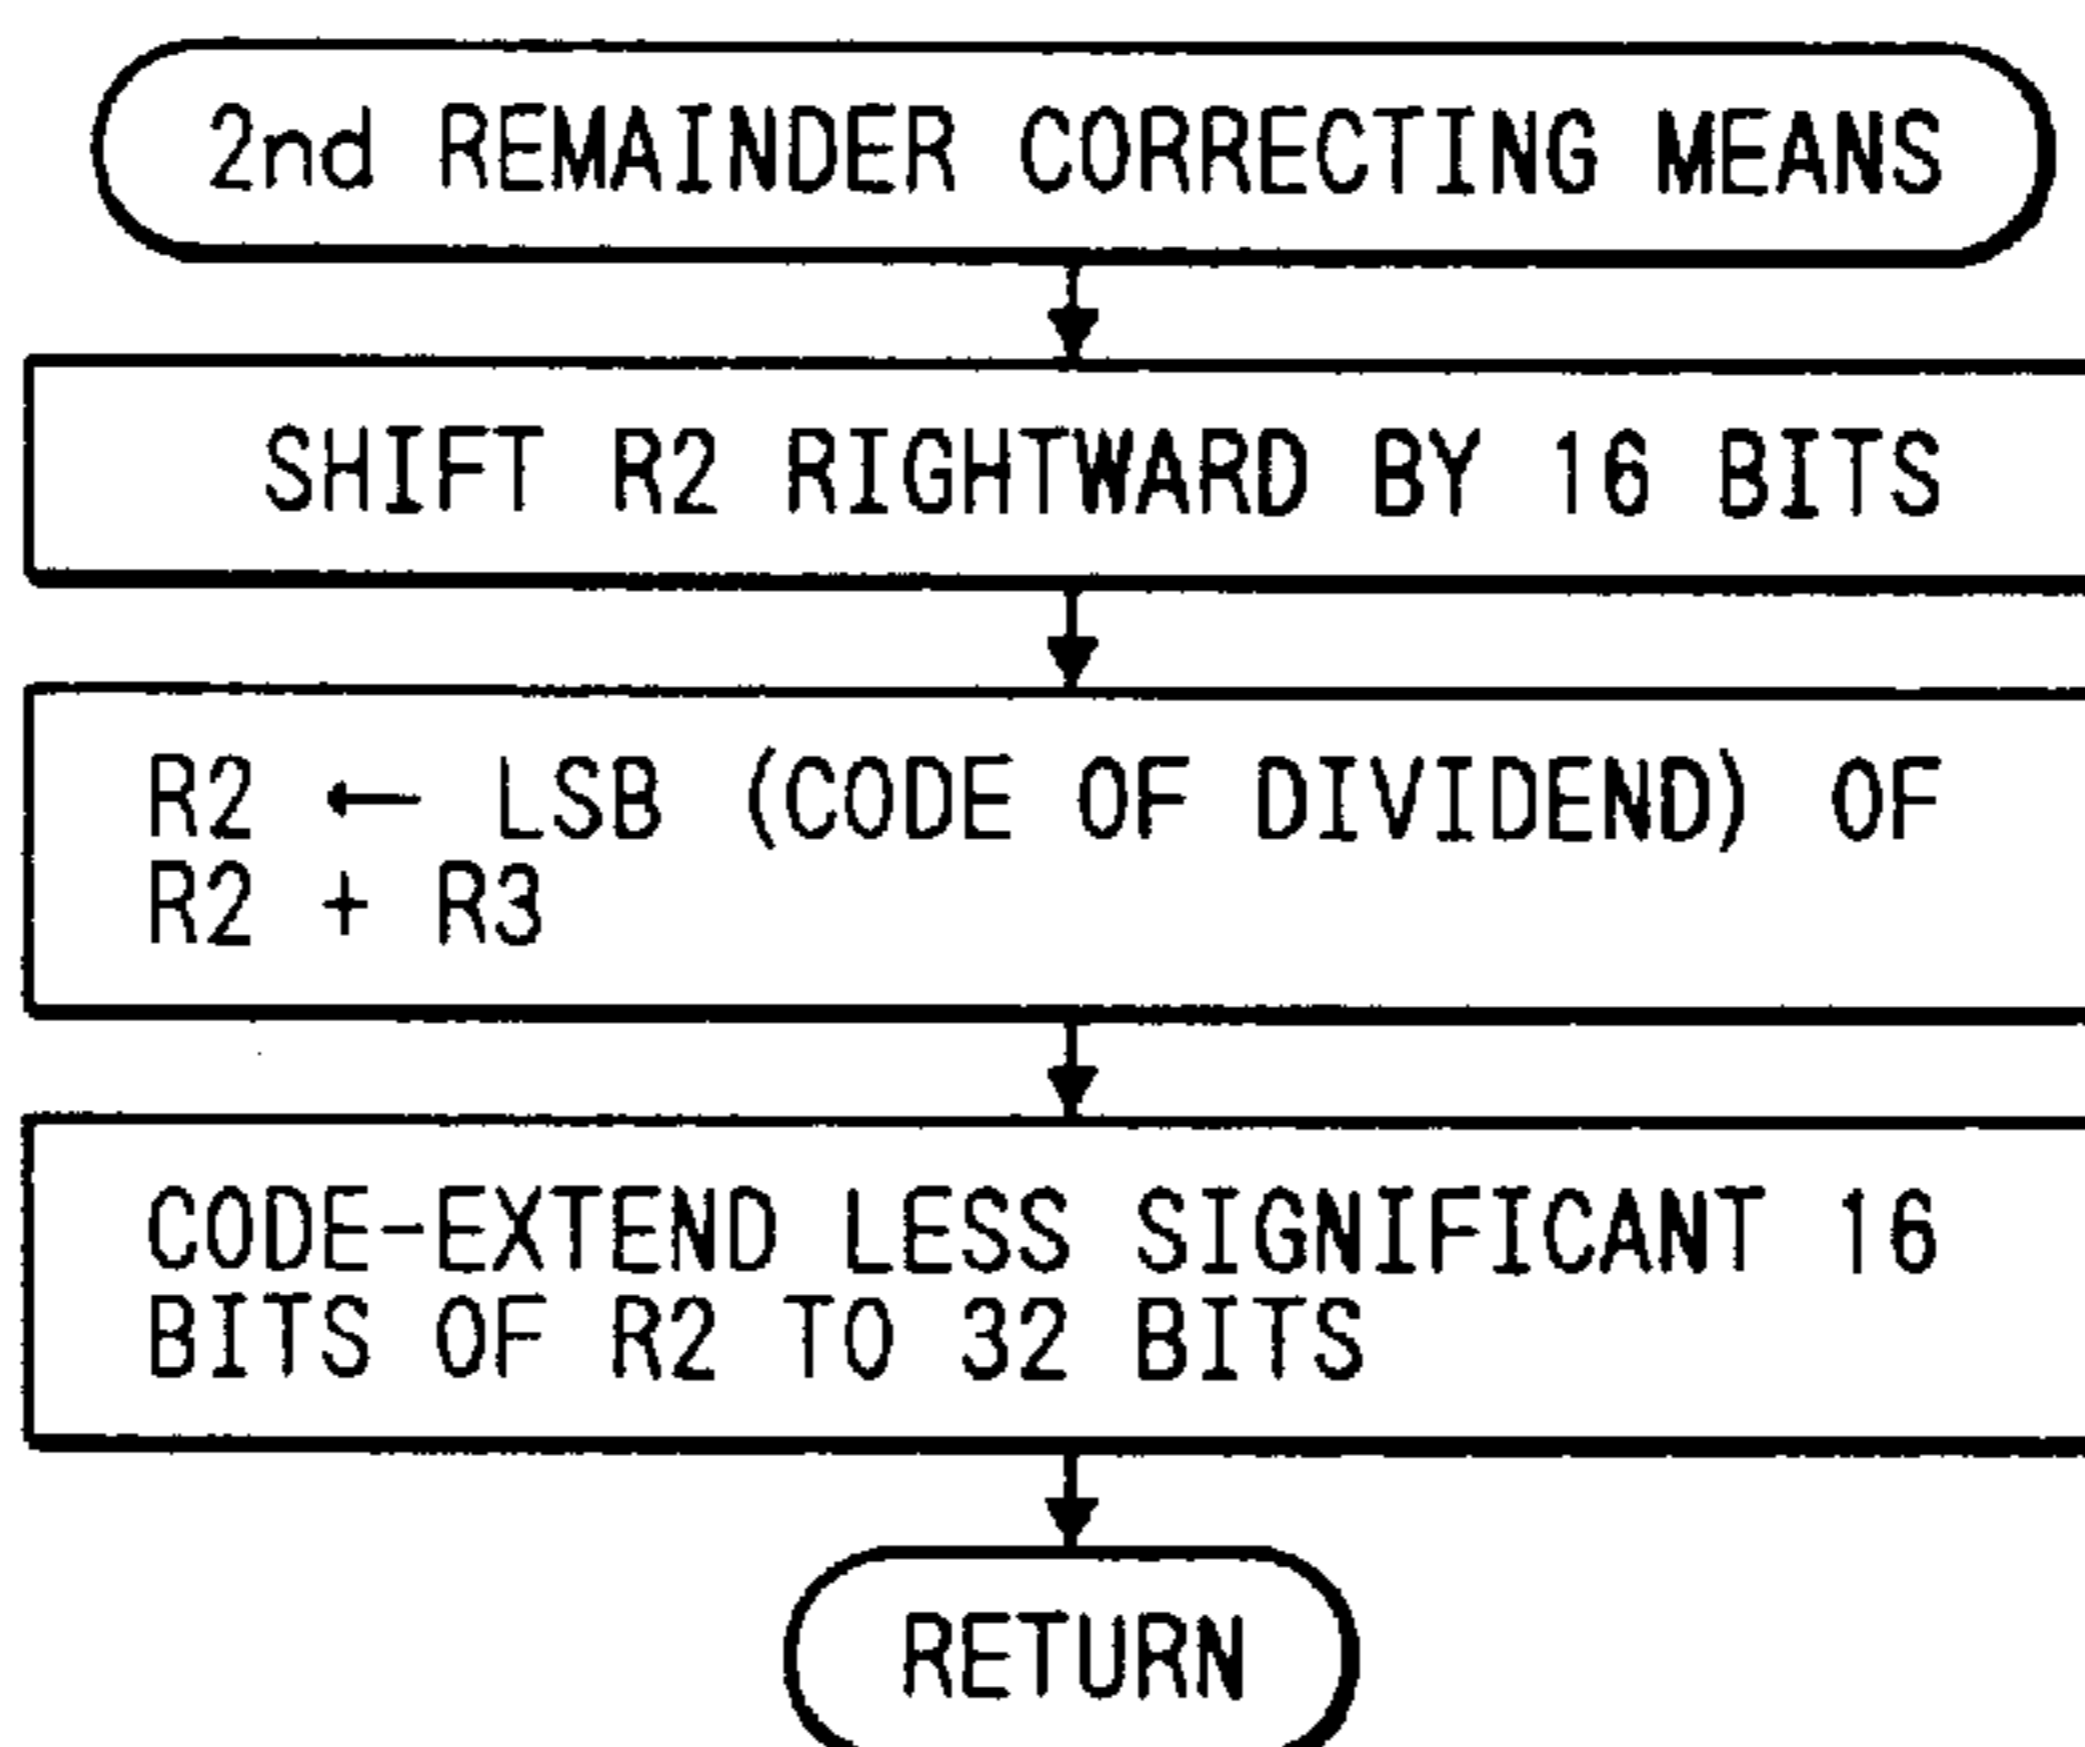 2nd REMAINDER CORRECTING MEANS
SHIFT R2 RIGHTWARD BY 16 BITS
R2 ← LSB (CODE OF DIVIDEND) OF
R2 + R3
CODE-EXTEND LESS SIGNIFICANT 16
BITS OF R2 TO 32 BITS
RETURN